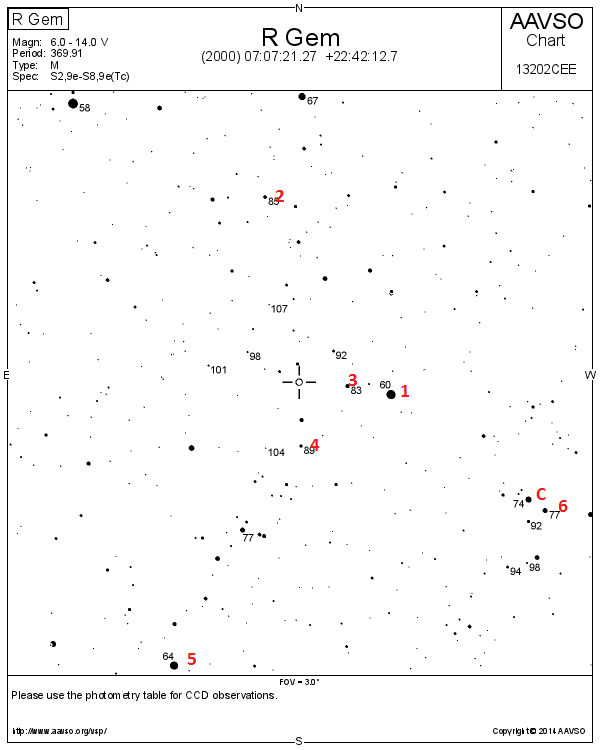 N
R Gem
Magn: 6.0 - 14.0 V
Period: 369.91
Type: M
Spec: S2,9e-S8,9e(Tc)
R Gem
(2000) 07:07:21.27 +22:42:12.7
AAVSO
Chart
13202CEE
58
67
85 2
107
98
92
101
E
W
3
83
60
1
104
89 4
C
74
77 6
92
77
94
98
64
5
FOV = 3.0°
Please use the photometry table for CCD observations.
http://www.aavso.org/vsp/
Copyright © 2014 AAVSO
S